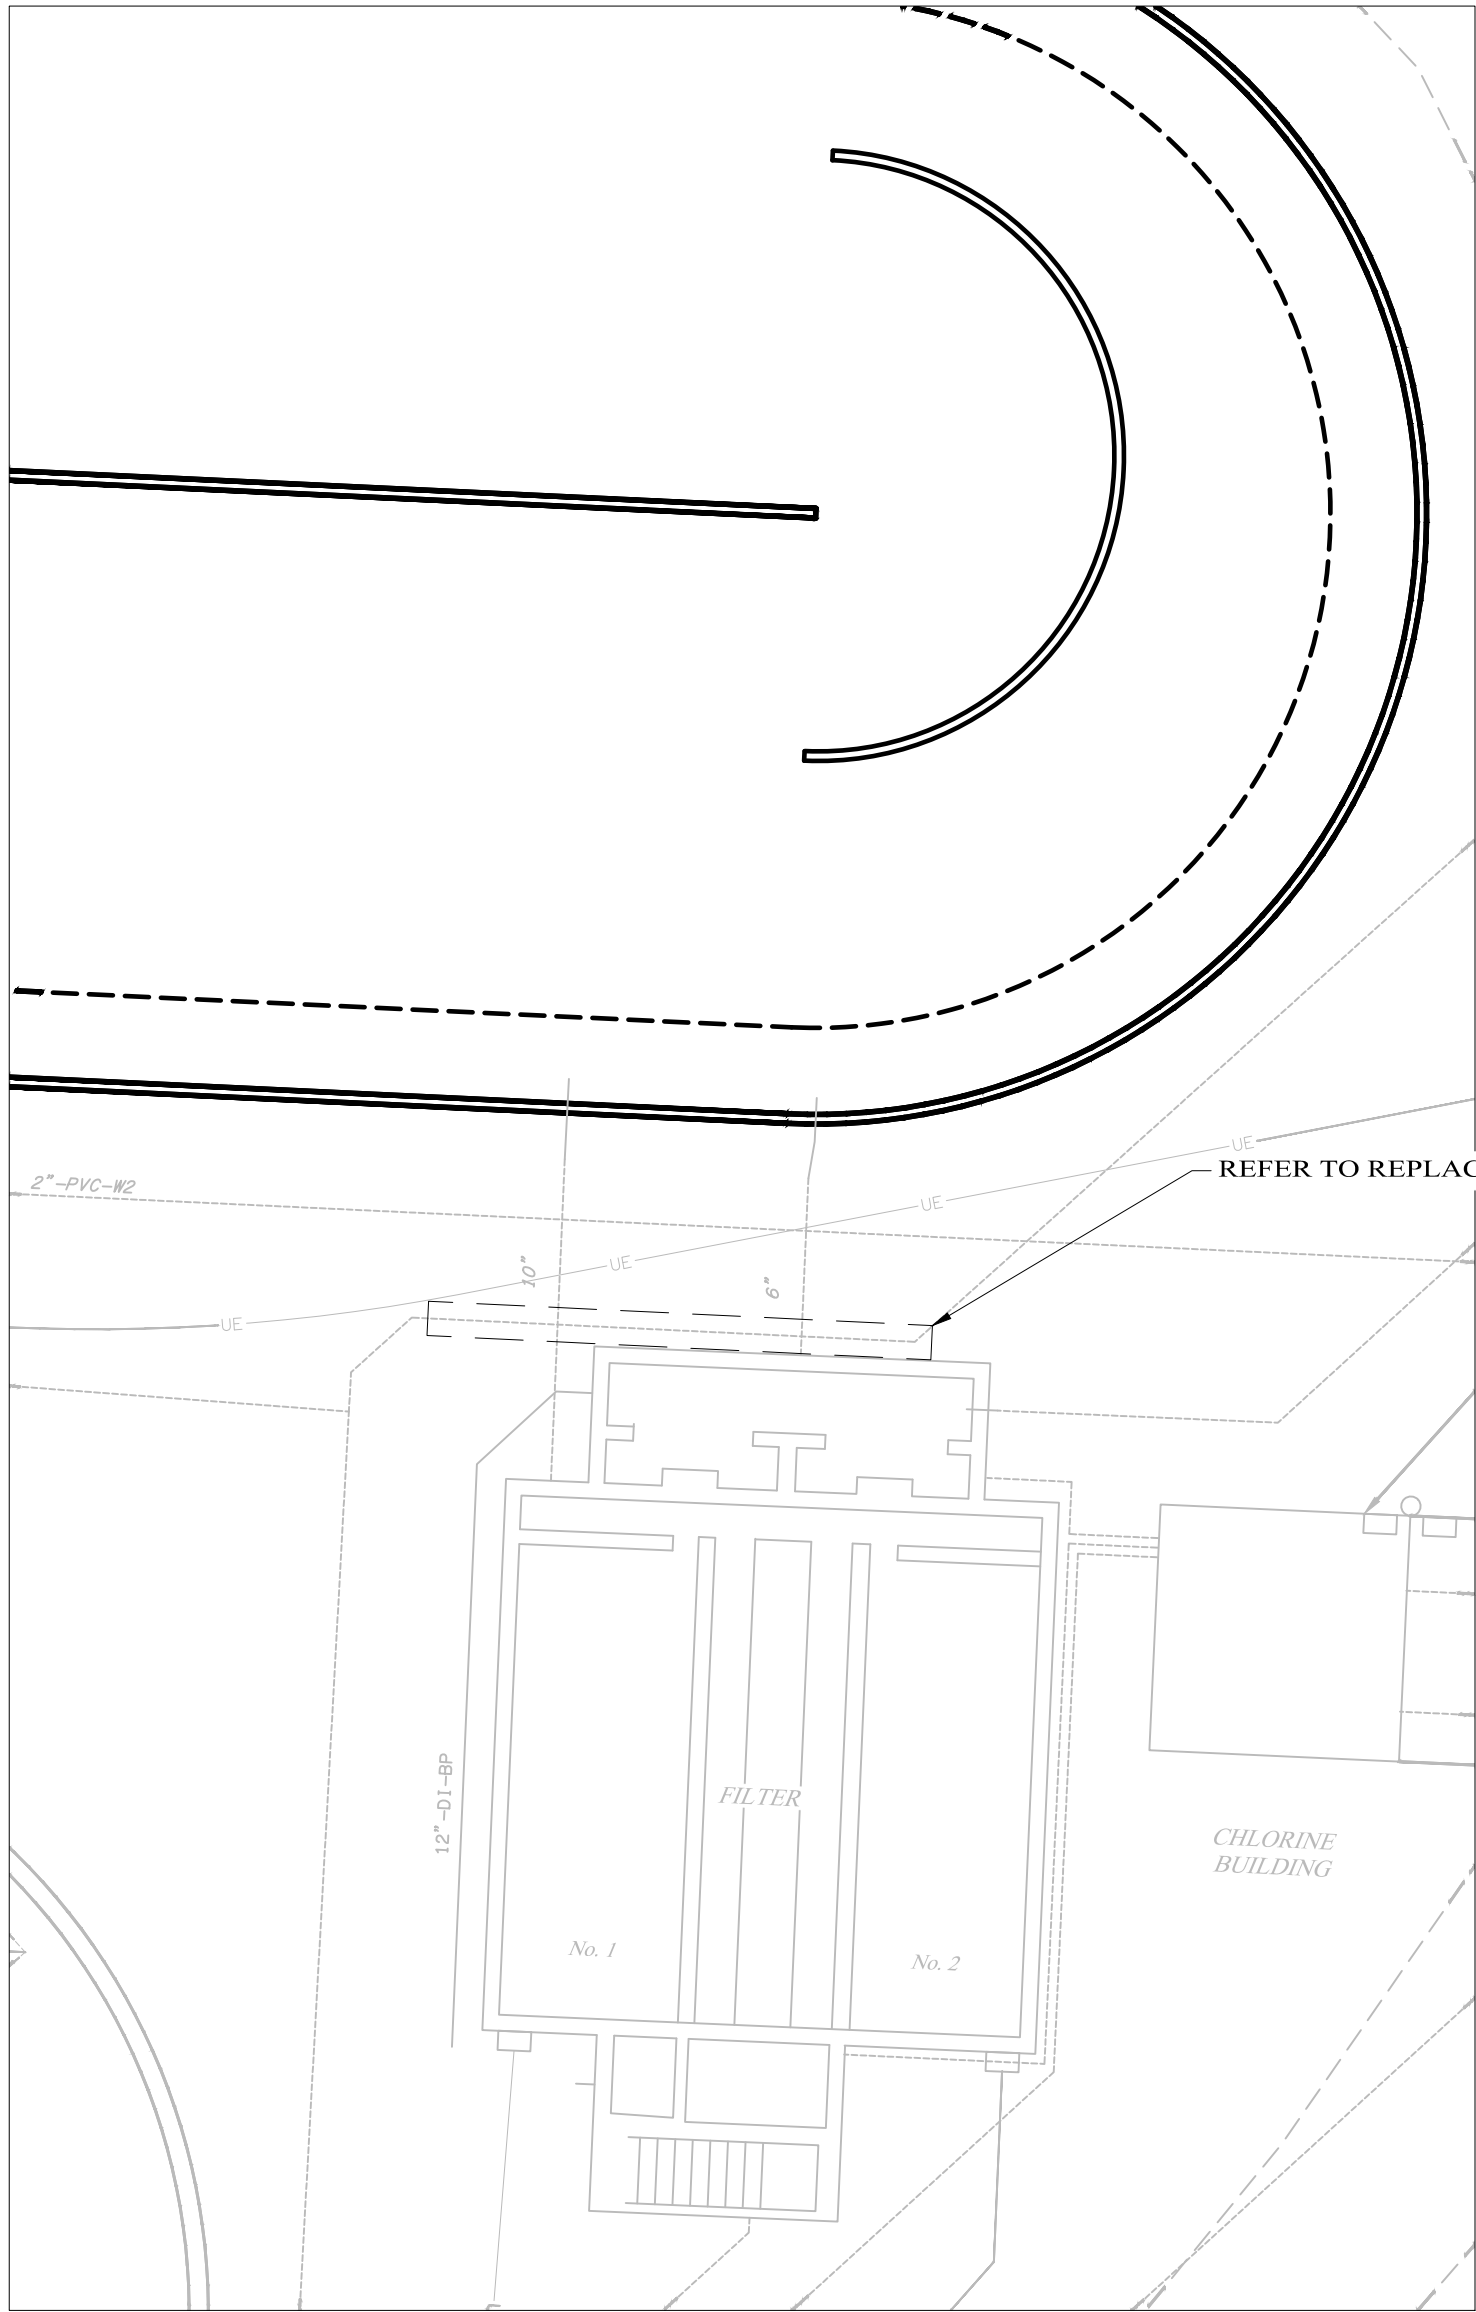 UE
REFER TO REPLAC
2"-PVC-W2
UE
10"
UE
6"
UE
12"-DI-BP
FILTER
CHLORINE
BUILDING
No. 1
No. 2